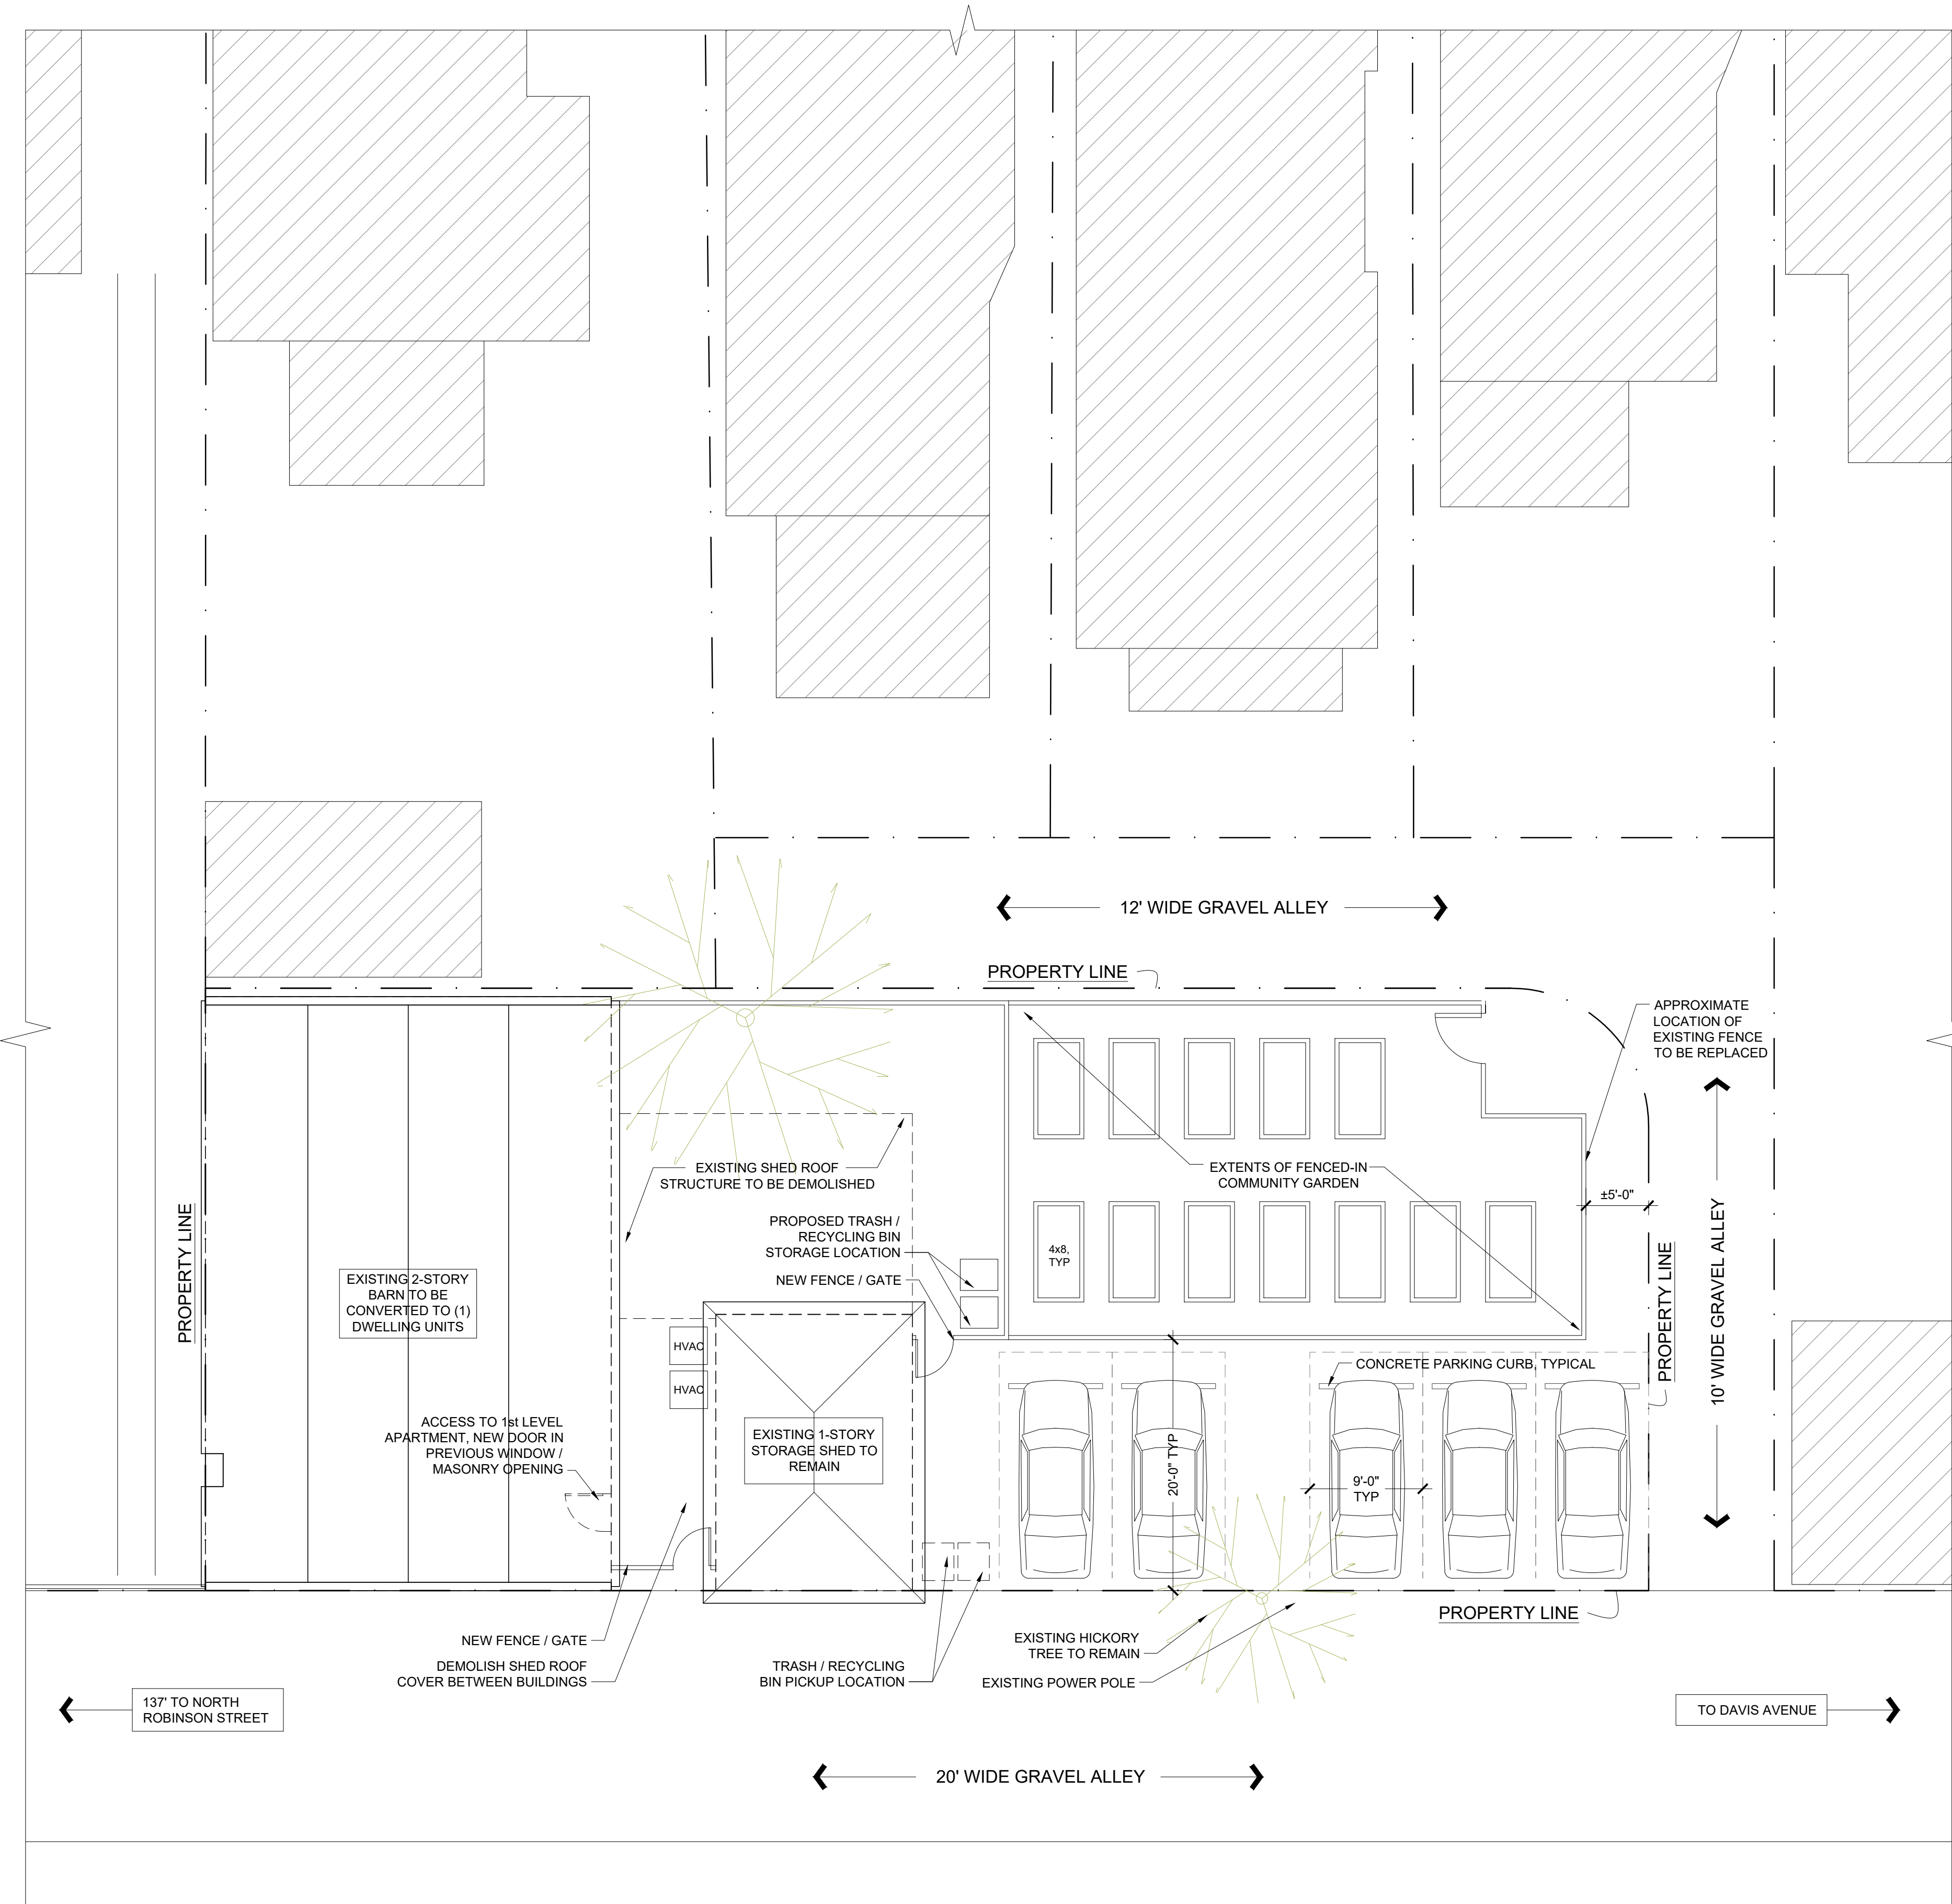 12' WIDE GRAVEL ALLEY
PROPERTY LINE
APPROXIMATE
LOCATION OF
EXISTING FENCE
TO BE REPLACED
EXISTING SHED ROOF
STRUCTURE TO BE DEMOLISHED
EXTENTS OF FENCED-IN
COMMUNITY GARDEN
±5'-0"
PROPERTY LINE
PROPOSED TRASH /
RECYCLING BIN
STORAGE LOCATION
4x8,
TYP
10' WIDE GRAVEL ALLEY
PROPERTY LINE
NEW FENCE / GATE
EXISTING 2-STORY
BARN TO BE
CONVERTED TO (1)
DWELLING UNITS
HVAC
HVAC
CONCRETE PARKING CURB, TYPICAL
ACCESS TO 1st LEVEL
APARTMENT, NEW DOOR IN
PREVIOUS WINDOW /
MASONRY OPENING
EXISTING 1-STORY
STORAGE SHED TO
REMAIN
20'-0" TYP
9'-0"
TYP
PROPERTY LINE
NEW FENCE / GATE
DEMOLISH SHED ROOF
COVER BETWEEN BUILDINGS
TRASH / RECYCLING
BIN PICKUP LOCATION
EXISTING HICKORY
TREE TO REMAIN
EXISTING POWER POLE
137' TO NORTH
ROBINSON STREET
TO DAVIS AVENUE
20' WIDE GRAVEL ALLEY